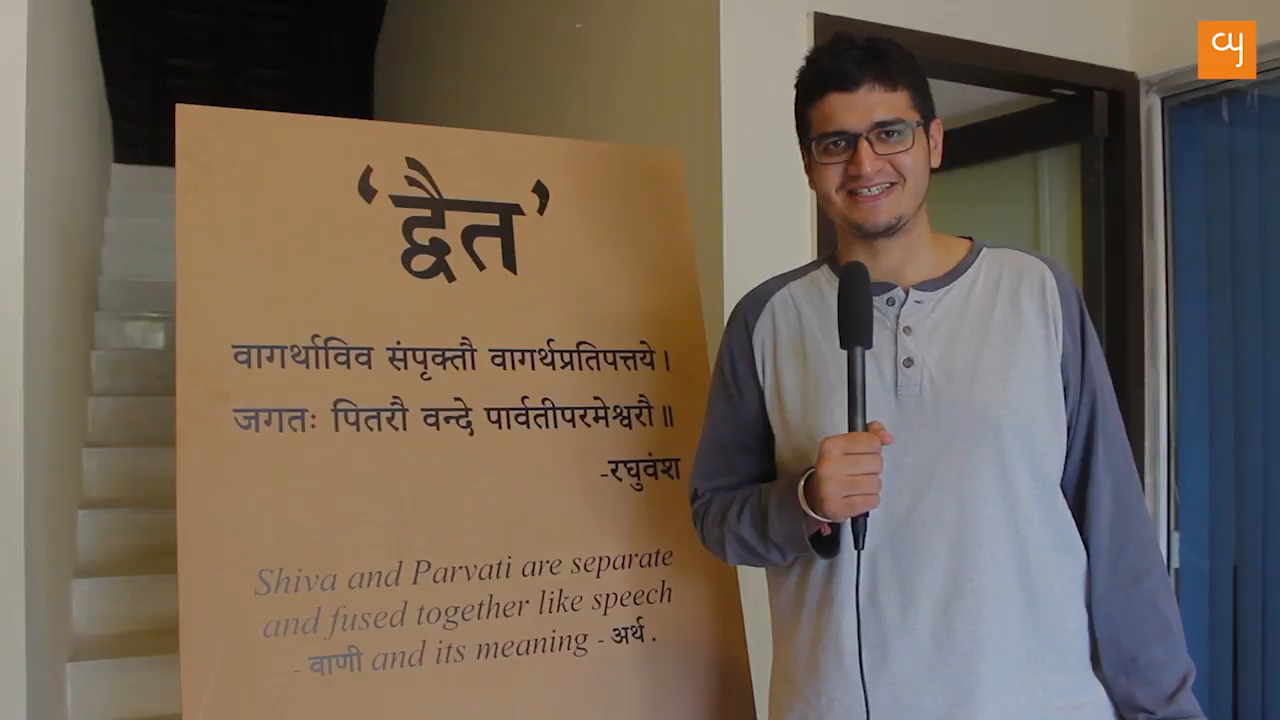 cy
‘द्वैत’
वागर्थाविव संपृक्तौ वागर्थप्रतिपत्तये।
जगतः पितरौ वन्दे पार्वतीपरमेश्वरौ॥
-रघुवंश
Shiva and Parvati are separate
and fused together like speech
- वाणी and its meaning - अर्थ .